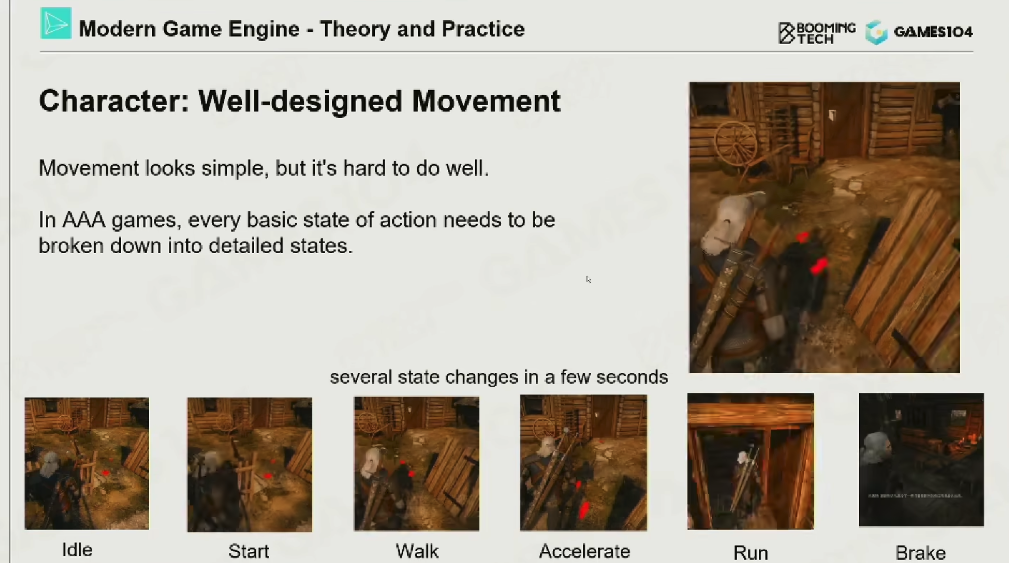 Modern Game Engine - Theory and Practice
BOOMING
TECH
GAMES104
Character: Well-designed Movement
Movement looks simple, but it's hard to do well.
In AAA games, every basic state of action needs to be
broken down into detailed states.
several state changes in a few seconds
Idle
Start
Walk
Accelerate
Run
Brake